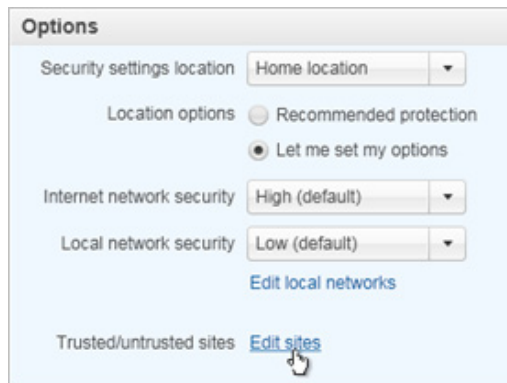 Options
Security settings location Home location
Location options Recommended protection
Let me set my options
Internet network security High (default)
Local network security Low (default)
Edit local networks
Trusted/untrusted sites Edit sites